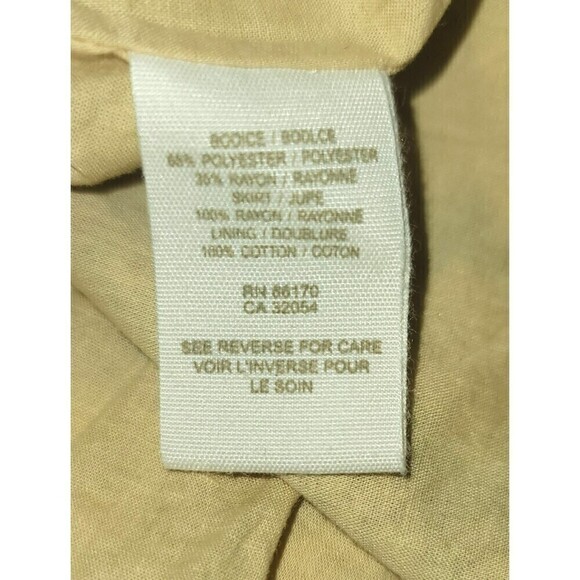 BODICE / BODLCE
65% POLYESTER / POLYESTER
35% RAYON / RAYONNE
SKIRT / JUPE
100% RAYON / RAYONNE
LINING / DOUBLURE
100% COTTON / COTON
RN 66170
CA 32054
SEE REVERSE FOR CARE
VOIR L'INVERSE POUR
LE SOIN